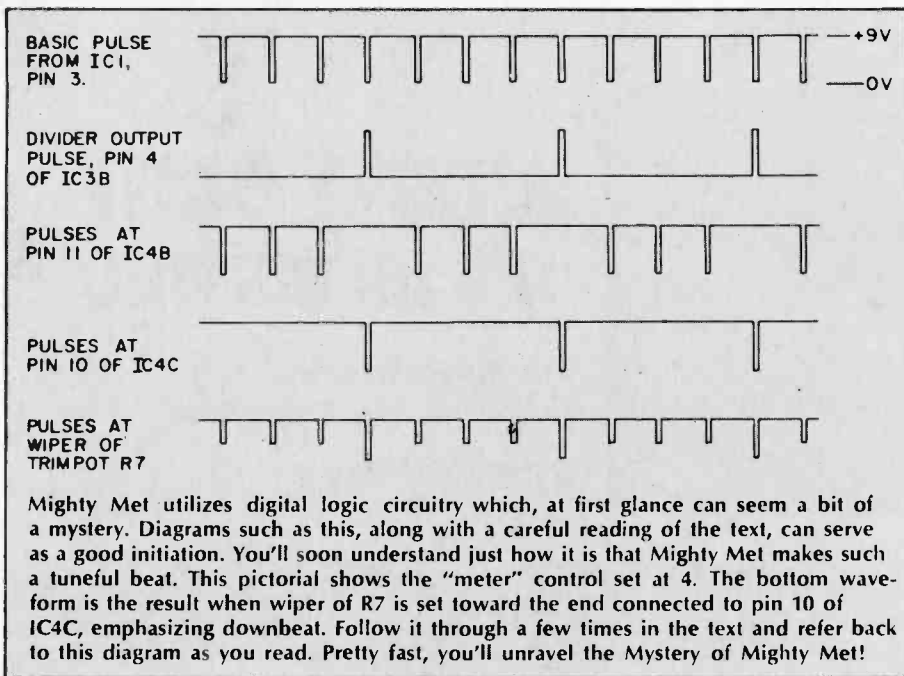 BASIC PULSE
FROM IC1,
PIN 3.
+9V
0V
DIVIDER OUTPUT
PULSE, PIN 4
OF IC3B
PULSES AT
PIN 11 OF IC4B
PULSES AT
PIN 10 OF IC4C
PULSES AT
WIPER OF
TRIMPOT R7
Mighty Met utilizes digital logic circuitry which, at first glance can seem a bit of
a mystery. Diagrams such as this, along with a careful reading of the text, can serve
as a good initiation. You'll soon understand just how it is that Mighty Met makes such
a tuneful beat. This pictorial shows the "meter" control set at 4. The bottom wave-
form is the result when wiper of R7 is set toward the end connected to pin 10 of
IC4C, emphasizing downbeat. Follow it through a few times in the text and refer back
to this diagram as you read. Pretty fast, you'll unravel the Mystery of Mighty Met!